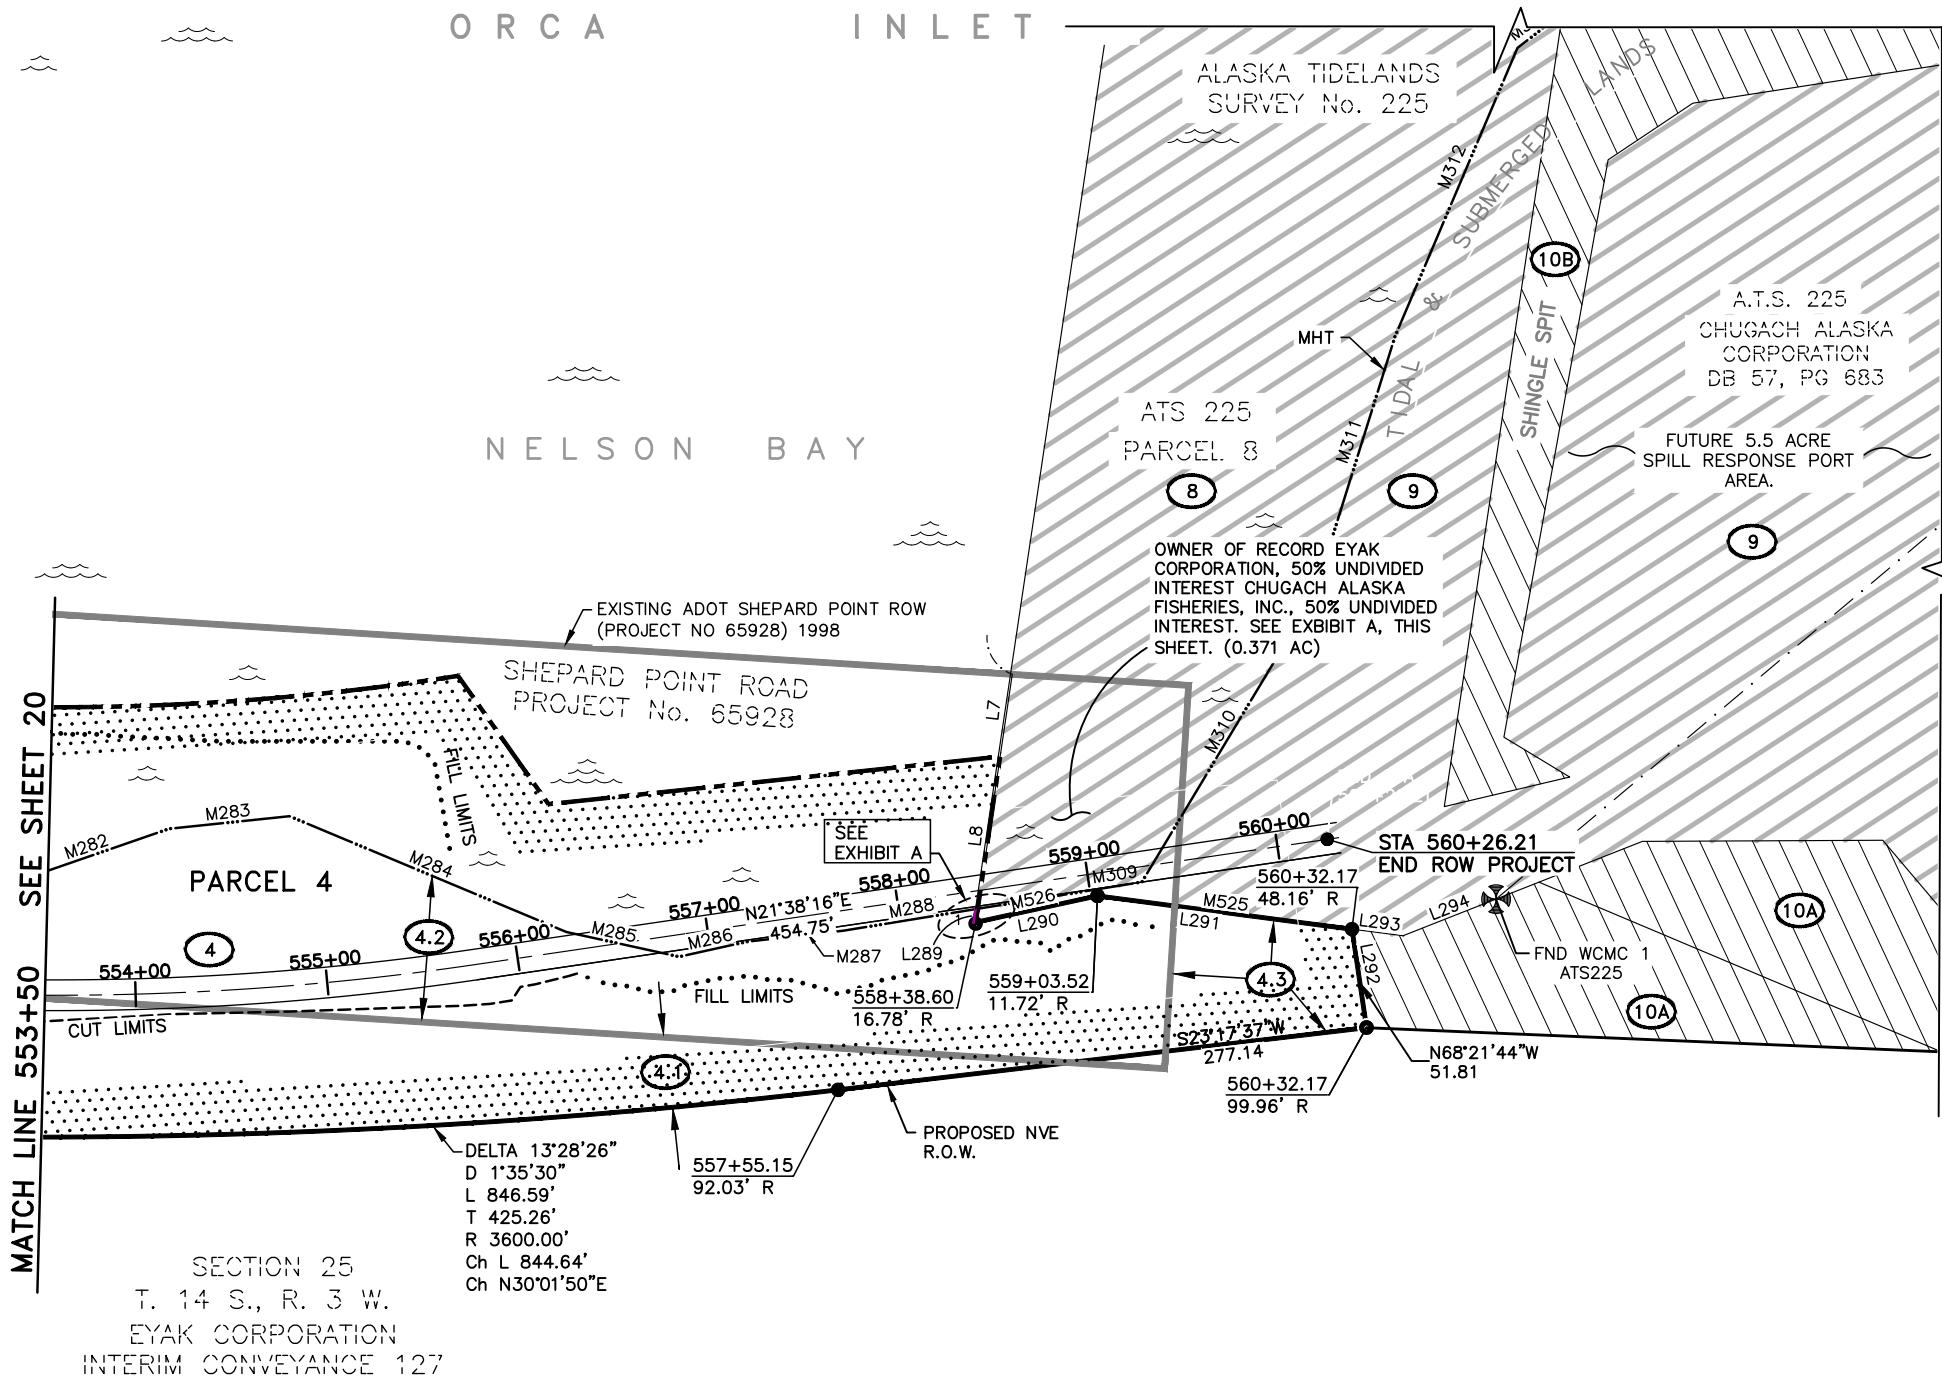 ORCA INLET
ALASKA TIDELANDS
SURVEY No. 225
TIDAL & SUBMERGED LANDS
M312
10B
SHINGLE SPIT
A.T.S. 225
CHUGACH ALASKA
CORPORATION
DB 57, PG 683
MHT
M311
ATS 225
PARCEL 8
8
9
FUTURE 5.5 ACRE
SPILL RESPONSE PORT
AREA.
9
NELSON BAY
OWNER OF RECORD EYAK
CORPORATION, 50% UNDIVIDED
INTEREST CHUGACH ALASKA
FISHERIES, INC., 50% UNDIVIDED
INTEREST. SEE EXBIBIT A, THIS
SHEET. (0.371 AC)
EXISTING ADOT SHEPARD POINT ROW
(PROJECT NO 65928) 1998
SHEPARD POINT ROAD
PROJECT No. 65928
L7
M310
MATCH LINE 553+50 SEE SHEET 20
FILL LIMITS
M282
M283
M284
PARCEL 4
SEE
EXHIBIT A
L8
559+00
560+00
STA 560+26.21
END ROW PROJECT
M309
560+32.17
48.16' R
558+00
N21°38'16"E
454.75'
M288
M526
L290
M525
L291
L293
L294
10A
557+00
M285
M286
M287
L289
556+00
555+00
554+00
4
4.2
CUT LIMITS
FILL LIMITS
558+38.60
16.78' R
559+03.52
11.72' R
4.3
L292
FND WCMC 1
ATS225
10A
S23°17'37"W
277.14
N68°21'44"W
51.81
560+32.17
99.96' R
4.1
PROPOSED NVE
R.O.W.
557+55.15
92.03' R
DELTA 13°28'26"
D 1°35'30"
L 846.59'
T 425.26'
R 3600.00'
Ch L 844.64'
Ch N30°01'50"E
SECTION 25
T. 14 S., R. 3 W.
EYAK CORPORATION
INTERIM CONVEYANCE 127